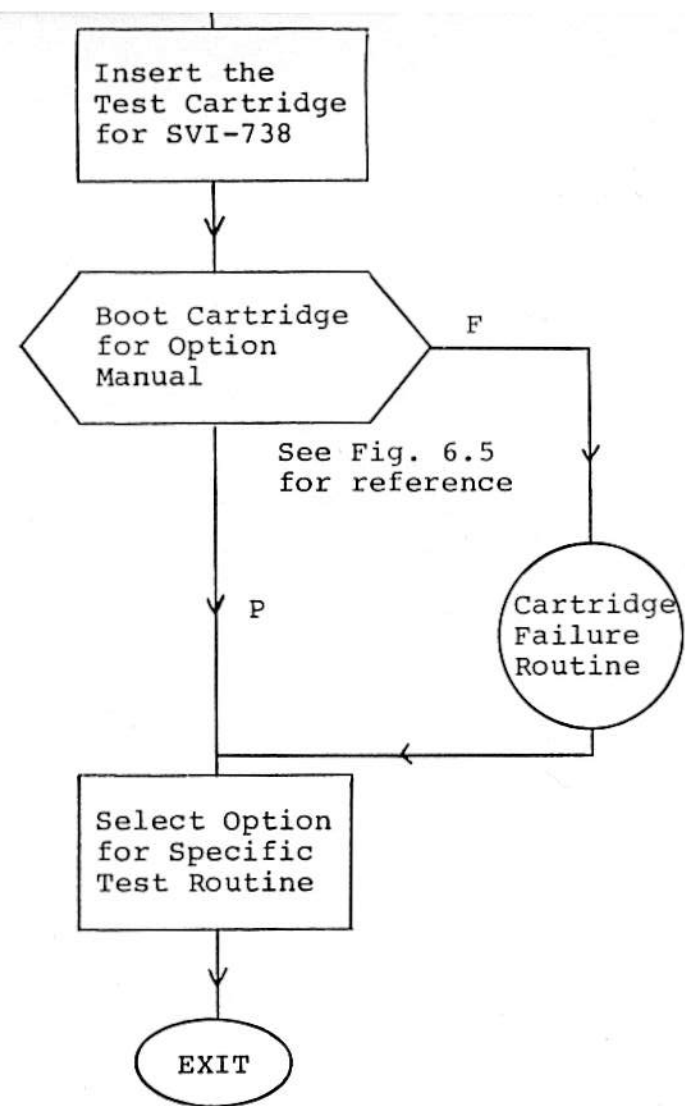 Insert the
Test Cartridge
for SVI-738
Boot Cartridge
for Option
Manual
F
See Fig. 6.5
for reference
P
Cartridge
Failure
Routine
Select Option
for Specific
Test Routine
EXIT